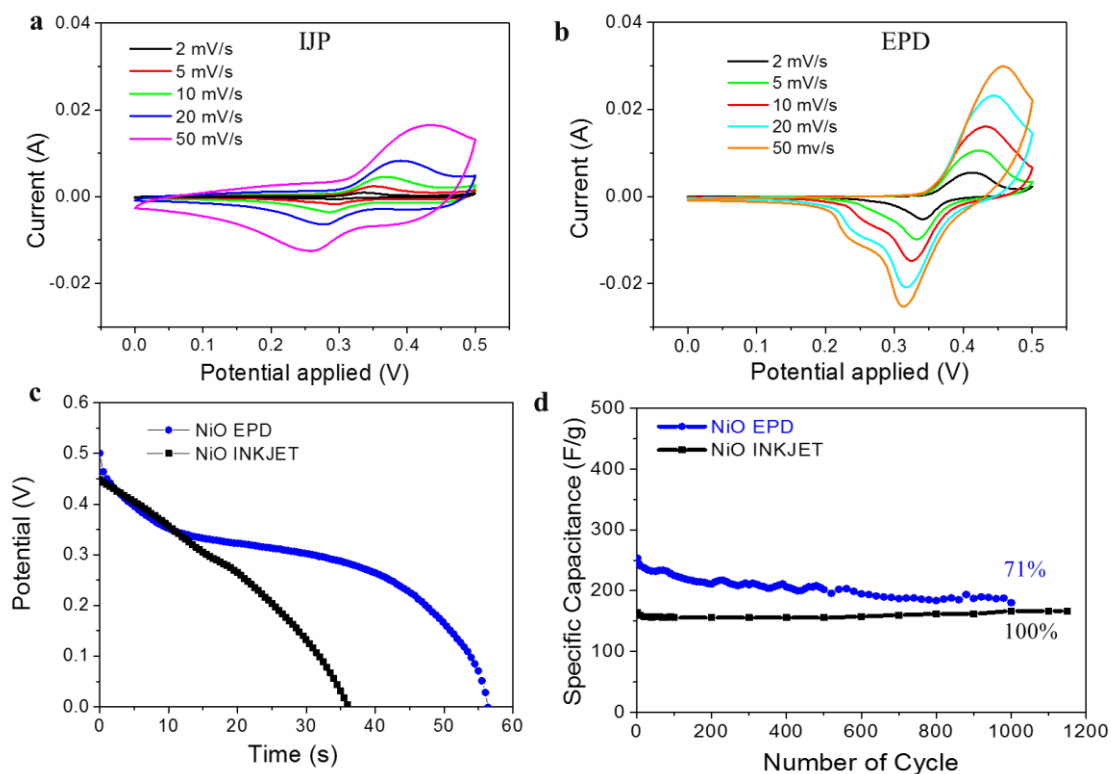 a
IJP
2 mV/s
5 mV/s
10 mV/s
20 mV/s
50 mV/s
0.04
0.02
0.00
-0.02
Current (A)
0.0 0.1 0.2 0.3 0.4 0.5
Potential applied (V)
b
EPD
2 mV/s
5 mV/s
10 mV/s
20 mV/s
50 mv/s
0.04
0.02
0.00
-0.02
Current (A)
0.0 0.1 0.2 0.3 0.4 0.5
Potential applied (V)
c
NiO EPD
NiO INKJET
0.6
0.5
0.4
0.3
0.2
0.1
0.0
Potential (V)
0 10 20 30 40 50 60
Time (s)
d
NiO EPD
NiO INKJET
500
400
300
200
100
0
Specific Capacitance (F/g)
71%
100%
0 200 400 600 800 1000 1200
Number of Cycle